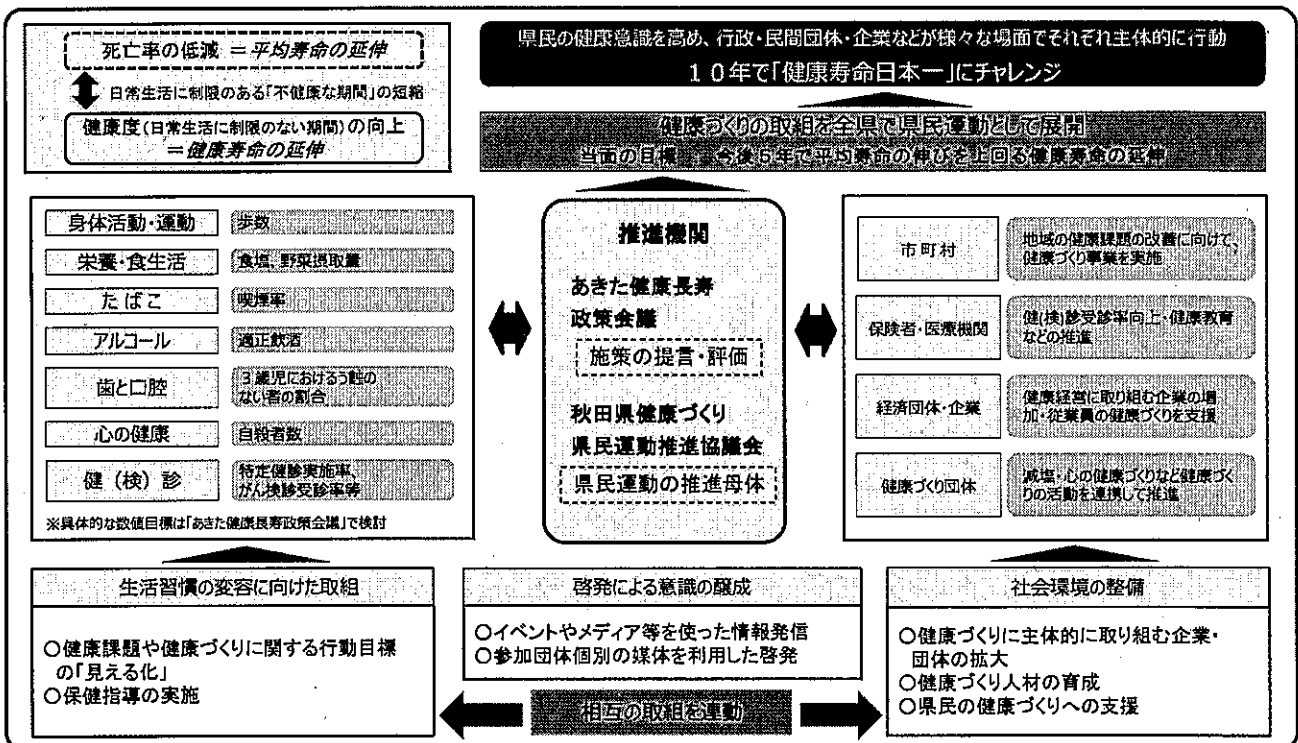 死亡率の低減 ＝平均寿命の延伸
日常生活に制限のある「不健康な期間」の短縮
健康度(日常生活に制限のない期間)の向上
＝健康寿命の延伸
県民の健康意識を高め、行政・民間団体・企業などが様々な場面でそれぞれ主体的に行動
１０年で「健康寿命日本一」にチャレンジ
健康づくりの取組を全県で県民運動として展開
当面の目標　今後５年で平均寿命の伸びを上回る健康寿命の延伸
身体活動・運動
歩数
栄養・食生活
食塩、野菜摂取量
たばこ
喫煙率
アルコール
適正飲酒
歯と口腔
３歳児におけるう蝕の
ない者の割合
心の健康
自殺者数
健（検）診
特定健診実施率、
がん検診受診率等
※具体的な数値目標は「あきた健康長寿政策会議」で検討
推進機関
あきた健康長寿
政策会議
施策の提言・評価
秋田県健康づくり
県民運動推進協議会
県民運動の推進母体
市町村
地域の健康課題の改善に向けて、
健康づくり事業を実施
保険者・医療機関
健(検)診受診率向上・健康教育
などの推進
経済団体・企業
健康経営に取り組む企業の増
加・従業員の健康づくりを支援
健康づくり団体
減塩・心の健康づくりなど健康づく
りの活動を連携して推進
生活習慣の変容に向けた取組
○健康課題や健康づくりに関する行動目標
の「見える化」
○保健指導の実施
啓発による意識の醸成
○イベントやメディア等を使った情報発信
○参加団体個別の媒体を利用した啓発
相互の取組を連動
社会環境の整備
○健康づくりに主体的に取り組む企業・
団体の拡大
○健康づくり人材の育成
○県民の健康づくりへの支援